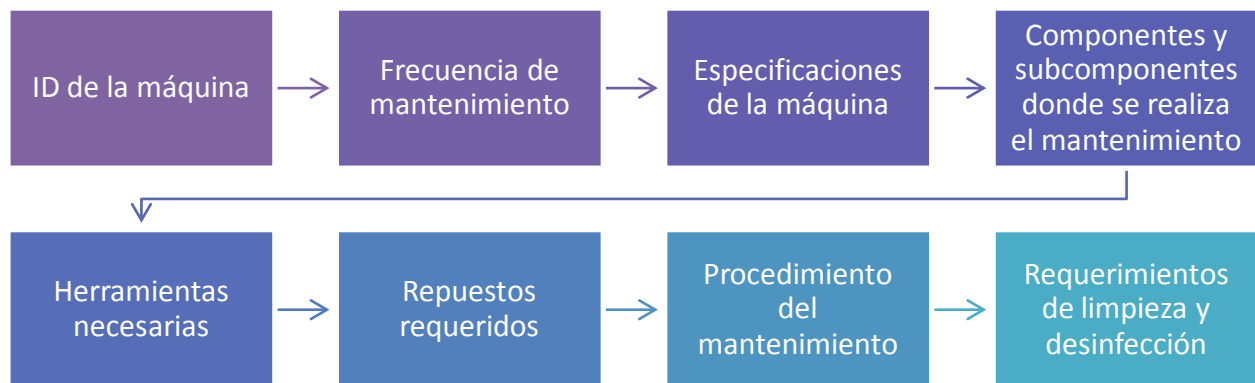 ID de la máquina
Frecuencia de
mantenimiento
Especificaciones
de la máquina
Componentes y
subcomponentes
donde se realiza
el mantenimiento
Herramientas
necesarias
Repuestos
requeridos
Procedimiento
del
mantenimiento
Requerimientos
de limpieza y
desinfección